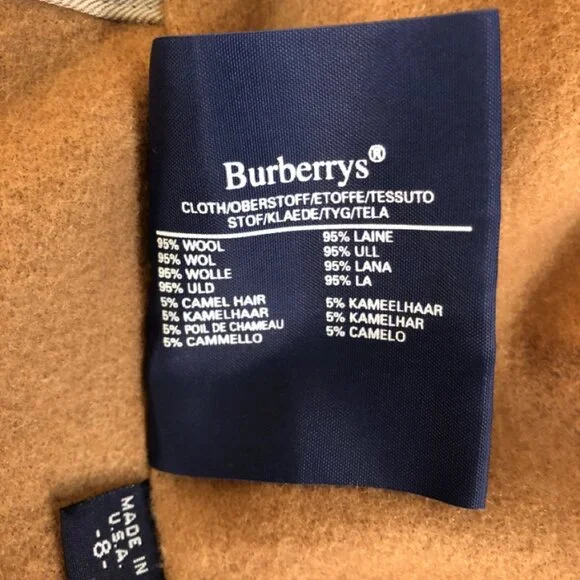 Burberrys®
CLOTH/OBERSTOFF/ETOFFE/TESSUTO
STOF/KLAEDE/TYG/TELA
95% WOOL
95% WOL
95% WOLLE
95% ULD
5% CAMEL HAIR
5% KAMELHAAR
5% POIL DE CHAMEAU
5% CAMMELLO
95% LAINE
95% ULL
95% LANA
95% LA
5% KAMEELHAAR
5% KAMELHAR
5% CAMELO
MADE IN
U.S.A.
-8-